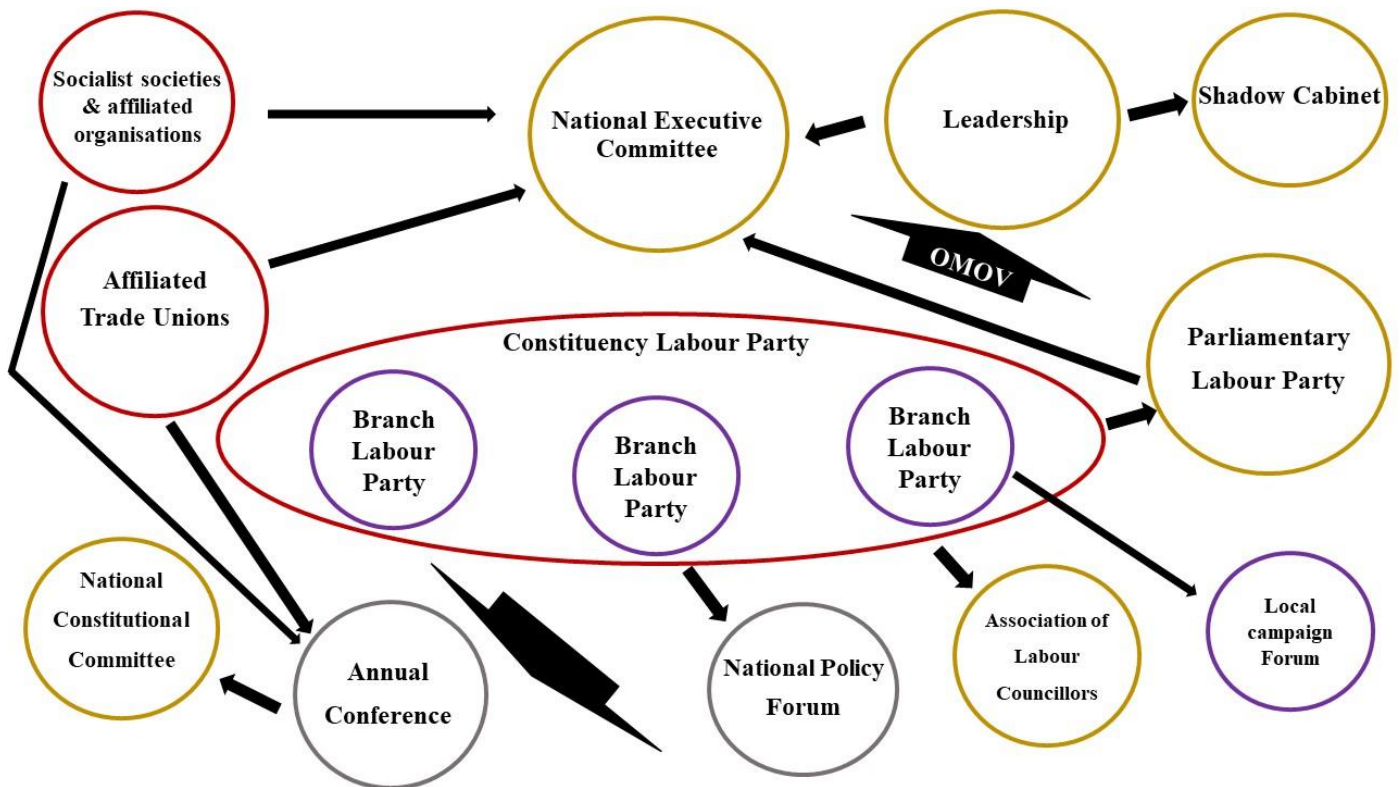 Socialist societies
& affiliated
organisations
National Executive
Committee
Leadership
Shadow Cabinet
Affiliated
Trade Unions
OMOV
Constituency Labour Party
Parliamentary
Labour Party
Branch
Labour
Party
Branch
Labour
Party
Branch
Labour
Party
National
Constitutional
Committee
Annual
Conference
National Policy
Forum
Association of
Labour
Councillors
Local
campaign
Forum